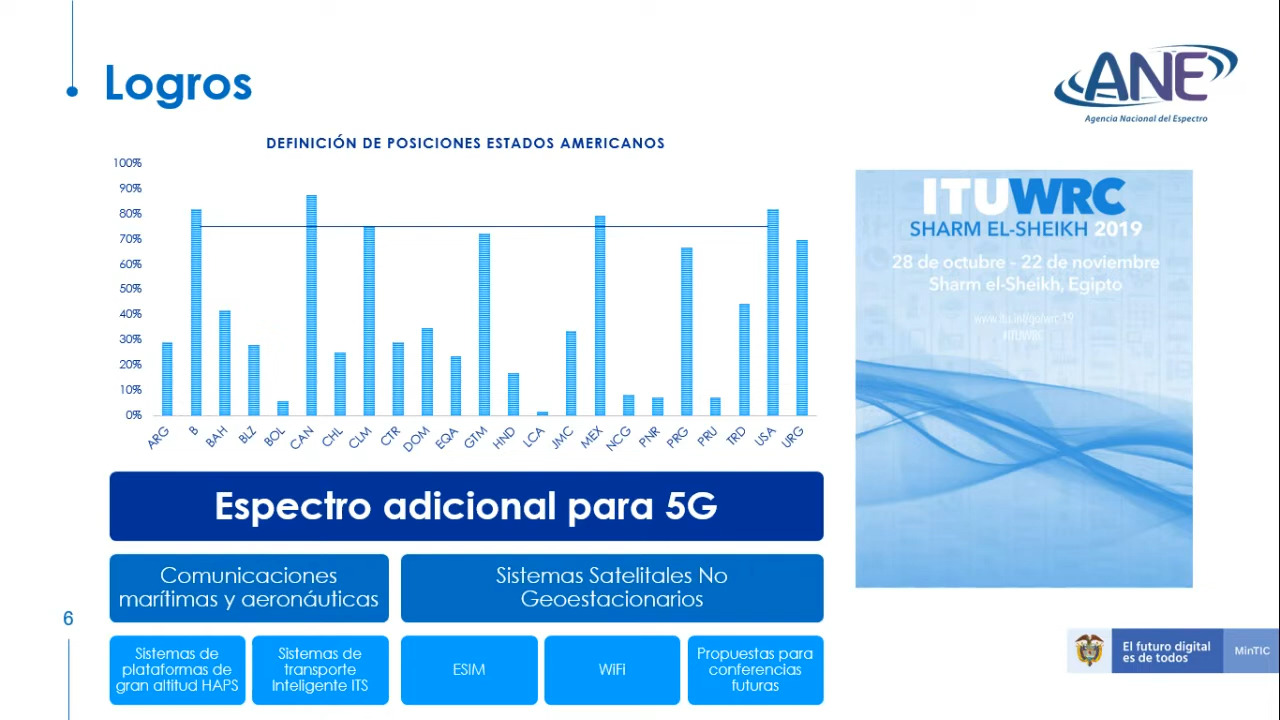 Logros
ANE
Agencia Nacional del Espectro
DEFINICIÓN DE POSICIONES ESTADOS AMERICANOS
100%
90%
80%
70%
60%
50%
40%
30%
20%
10%
0%
ARG
B
BAH
BLZ
BOL
CAN
CHL
CLM
CTR
DOM
EQA
GTM
HND
LCA
JMC
MEX
NCG
PNR
PRG
PRU
TRD
USA
URG
ITUWRC
SHARM EL-SHEIKH 2019
28 de octubre - 22 de noviembre
Sharm el-Sheikh, Egipto
#ITUWRC
Espectro adicional para 5G
Comunicaciones
marítimas y aeronáuticas
Sistemas Satelitales No
Geoestacionarios
Sistemas de
plataformas de
gran altitud HAPS
Sistemas de
transporte
Inteligente ITS
ESIM
WiFi
Propuestas para
conferencias
futuras
6
El futuro digital
es de todos
MinTIC